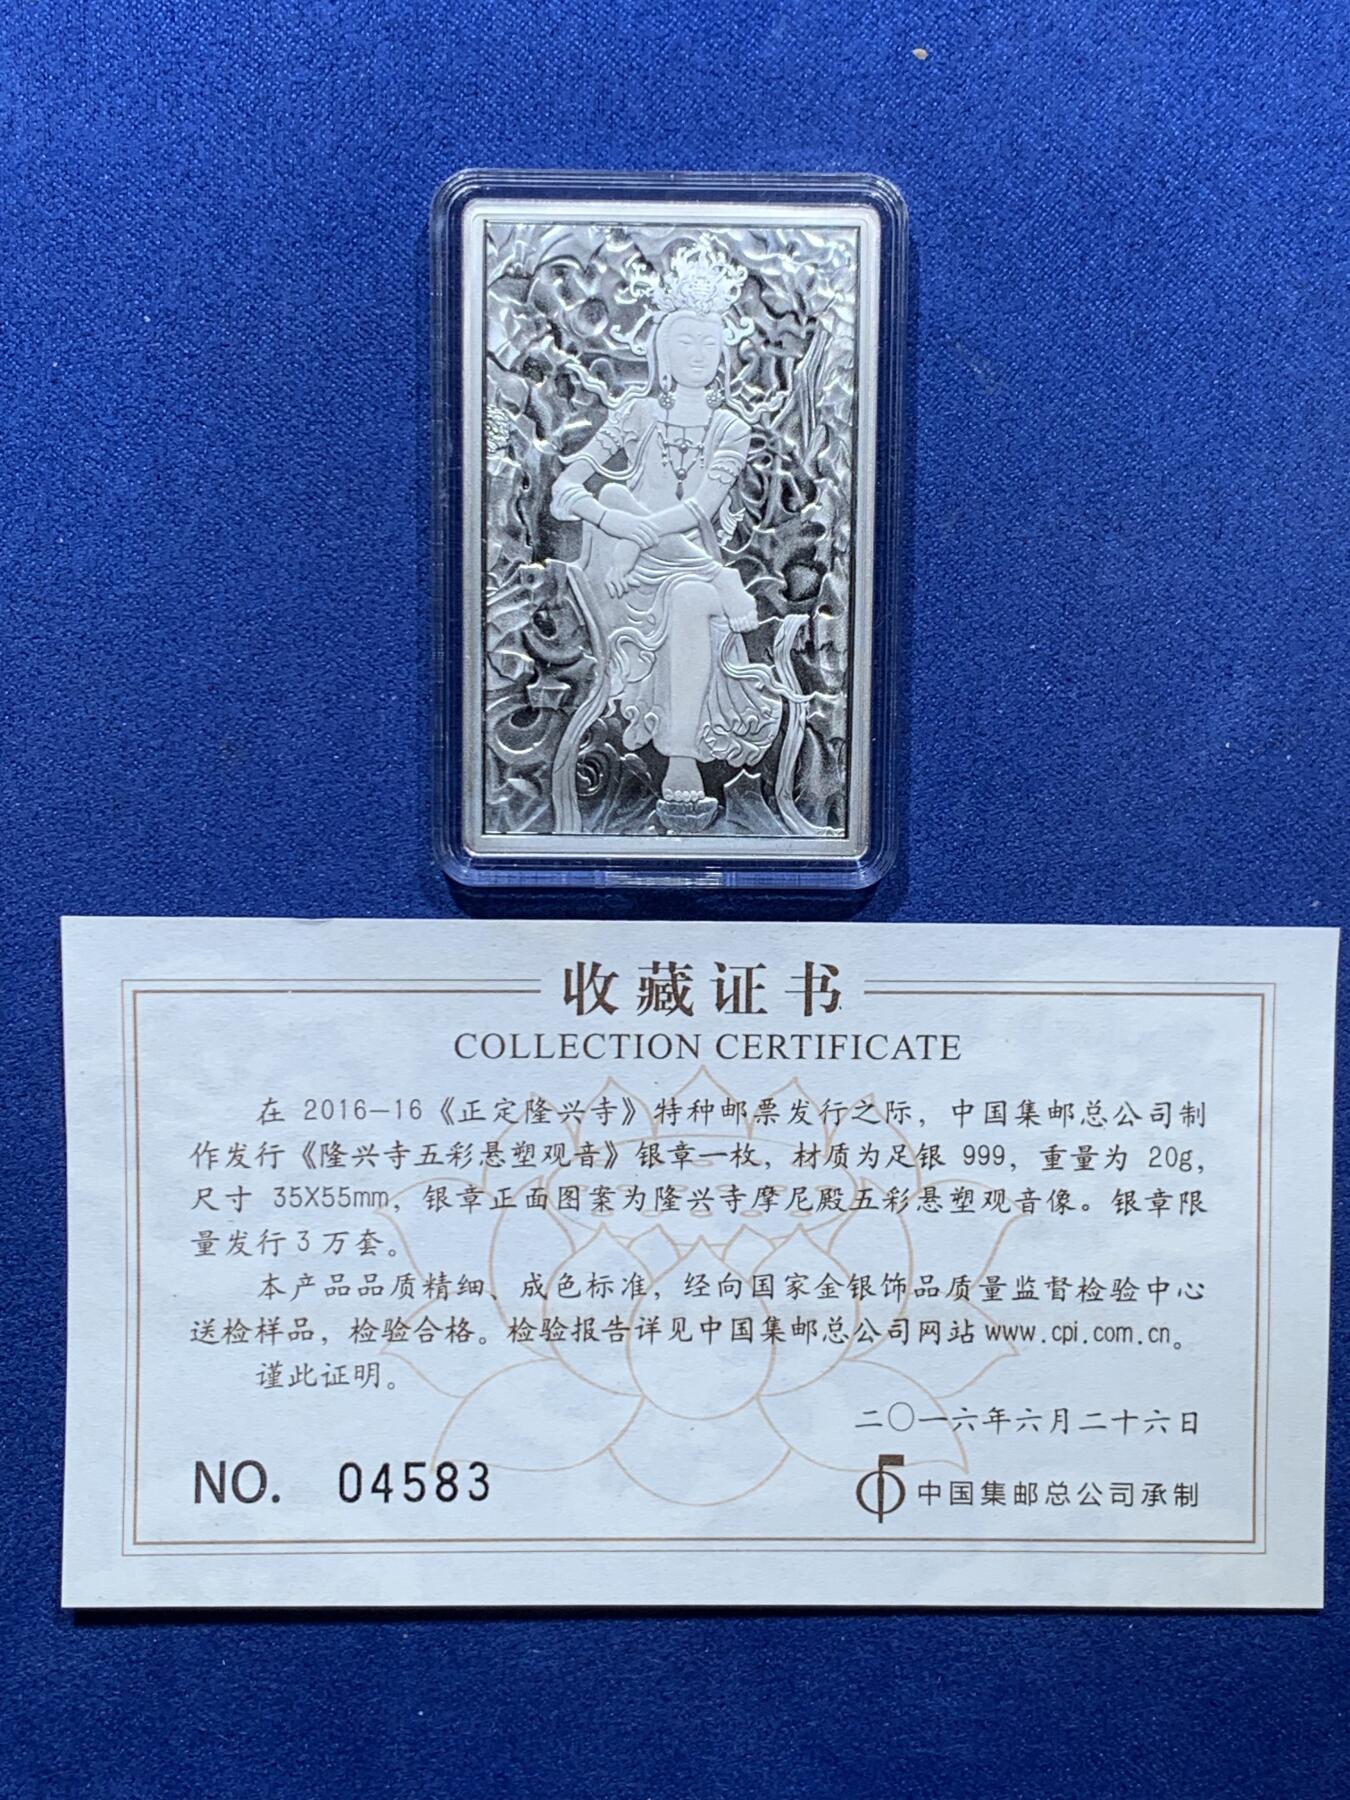 收藏证书
COLLECTION CERTIFICATE
在 2016-16《正定隆兴寺》特种邮票发行之际，中国集邮总公司制
作发行《隆兴寺五彩悬塑观音》银章一枚，材质为足银 999，重量为 20g，
尺寸 35X55mm，银章正面图案为隆兴寺摩尼殿五彩悬塑观音像。银章限
量发行3万套。
本产品品质精细、成色标准，经向国家金银饰品质量监督检验中心
送检样品，检验合格。检验报告详见中国集邮总公司网站 www.cpi.com.cn。
谨此证明。
二〇一六年六月二十六日
NO. 04583
中国集邮总公司承制